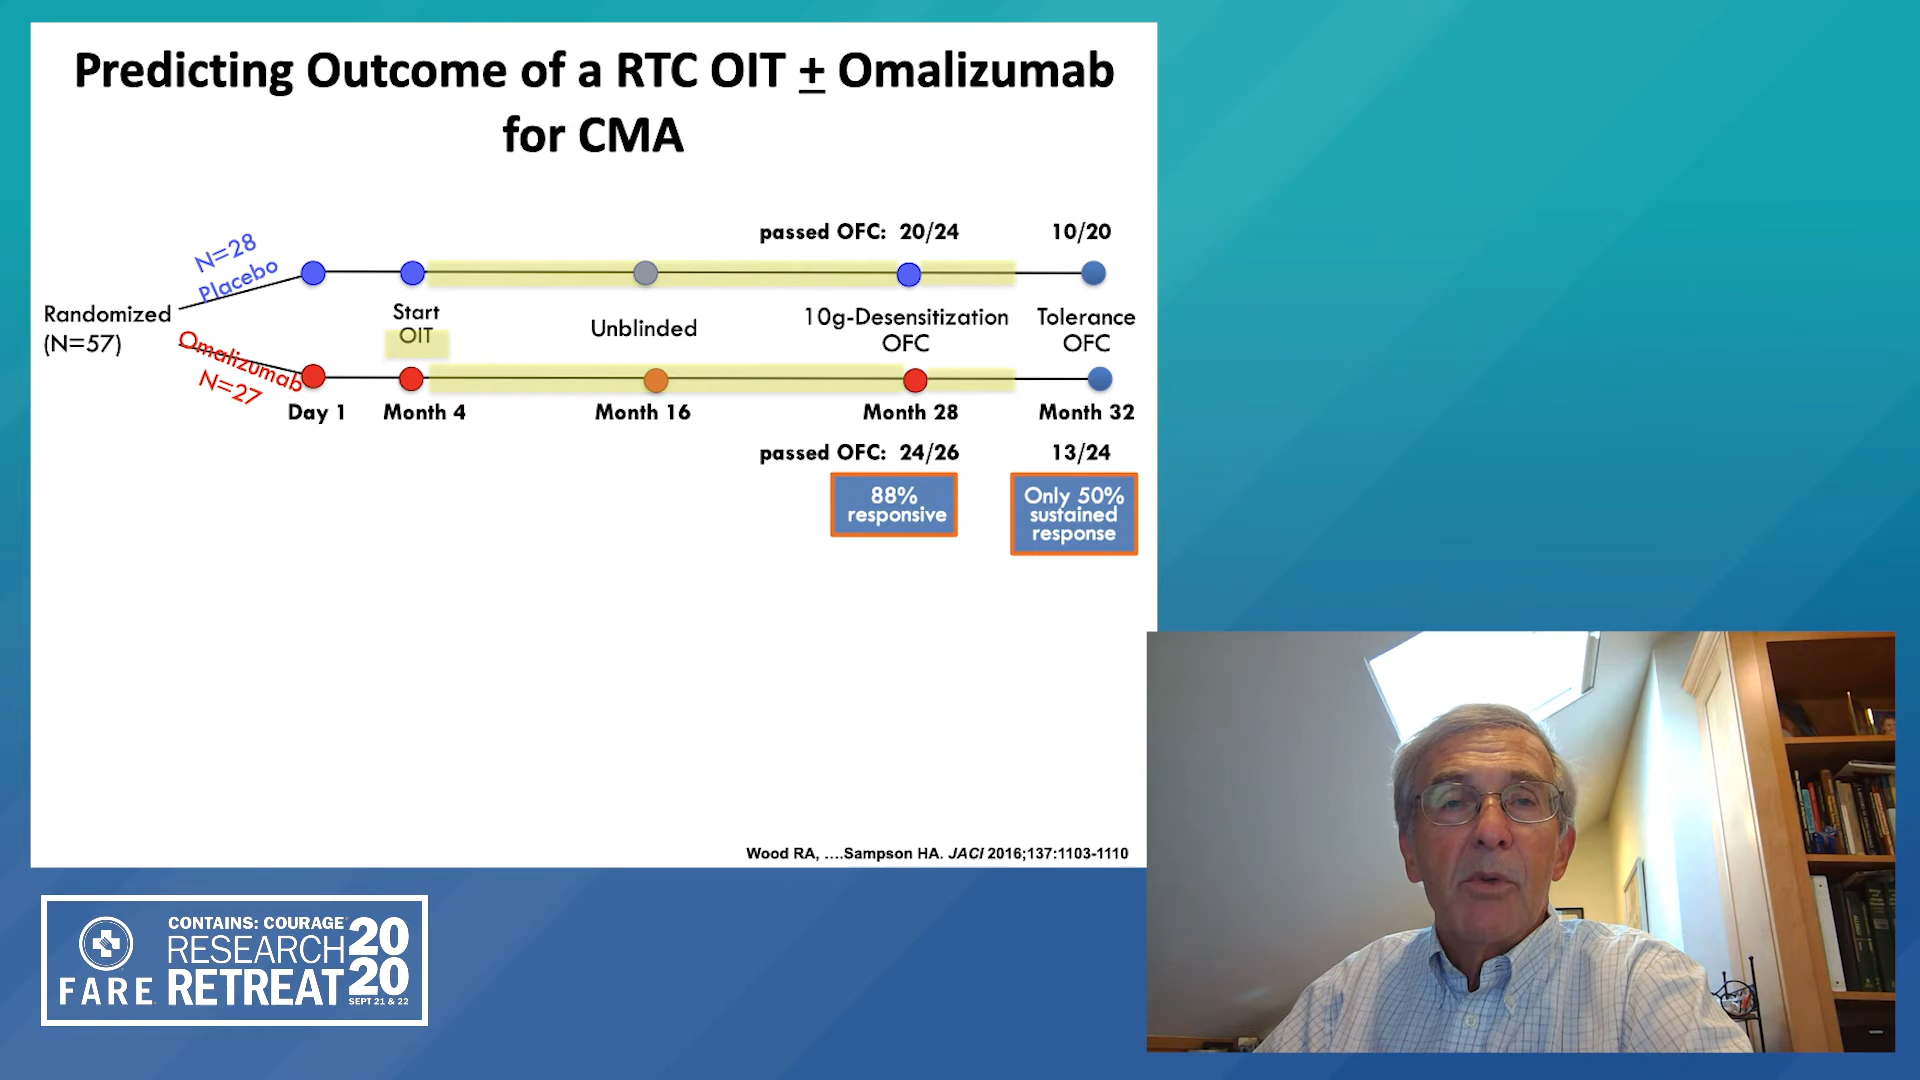 Predicting Outcome of a RTC OIT ± Omalizumab
for CMA
passed OFC: 20/24
10/20
N=28
Placebo
Randomized
(N=57)
Start
OIT
Unblinded
10g-Desensitization
OFC
Tolerance
OFC
Omalizumab
N=27
Day 1
Month 4
Month 16
Month 28
Month 32
passed OFC: 24/26
13/24
88%
responsive
Only 50%
sustained
response
Wood RA, ....Sampson HA. JACI 2016;137:1103-1110
FARE
CONTAINS: COURAGE
RESEARCH
RETREAT
20
20
SEPT 21 & 22